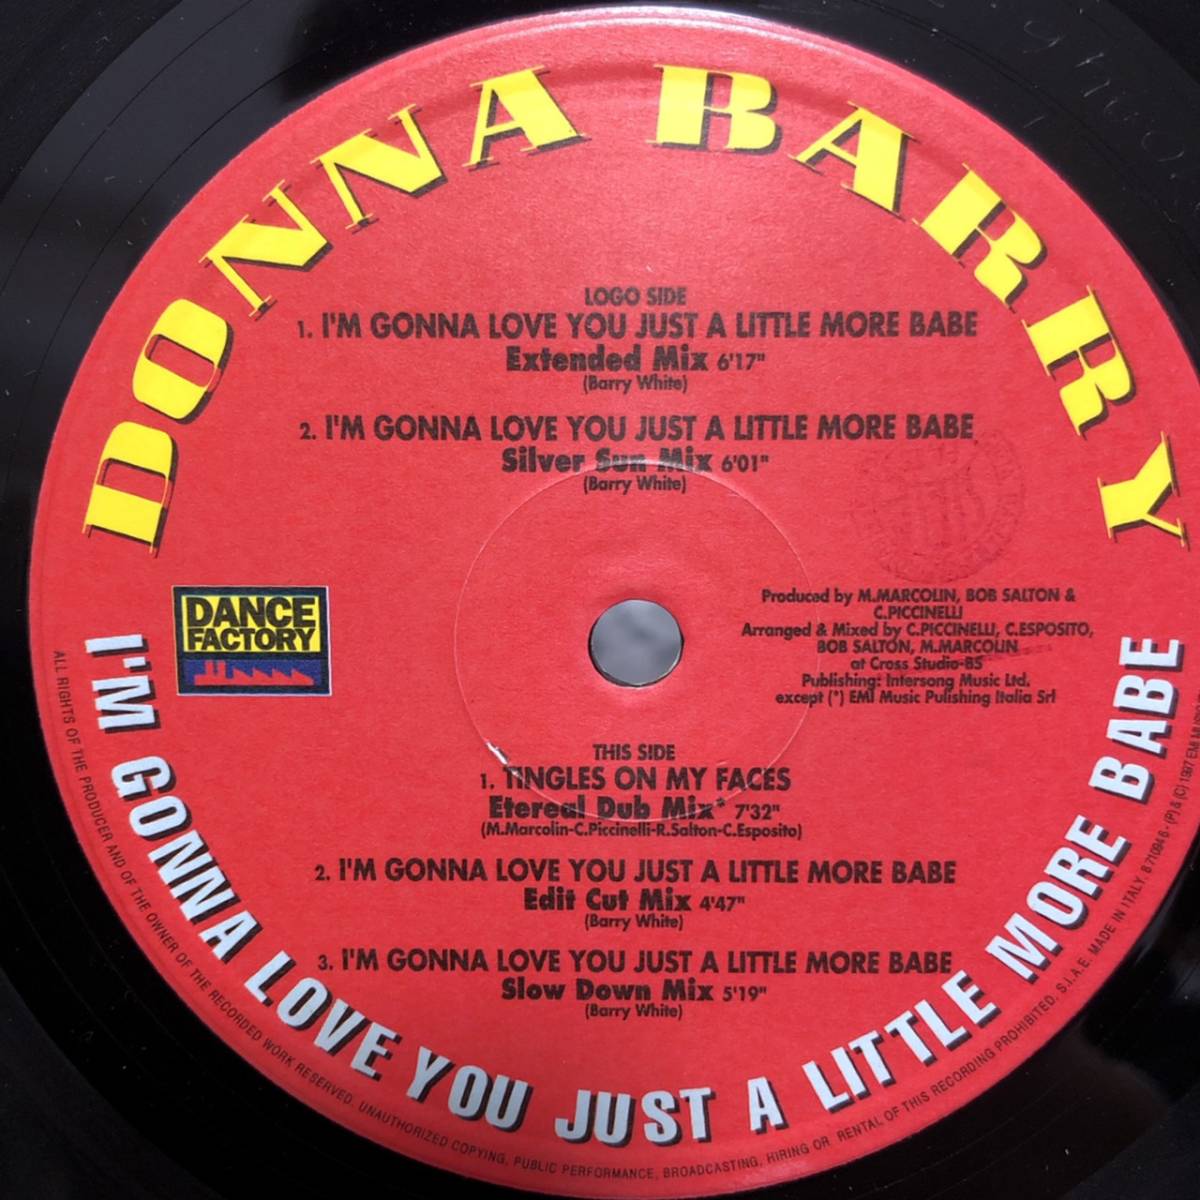 DONNA BARRY
LOGO SIDE
1. I'M GONNA LOVE YOU JUST A LITTLE MORE BABE
Extended Mix 6'17"
(Barry White)
2. I'M GONNA LOVE YOU JUST A LITTLE MORE BABE
Silver Sun Mix 6'01"
(Barry White)
DANCE
FACTORY
Produced by M.MARCOLIN, BOB SALTON &
C.PICCINELLI
Arranged & Mixed by C.PICCINELLI, C.ESPOSITO,
BOB SALTON, M.MARCOLIN
at Cross Studio-BS
Publishing: Intersong Music Ltd.
except (*) EMI Music Pulishing Italia Srl
THIS SIDE
1. TINGLES ON MY FACES
Etereal Dub Mix* 7'32"
(M.Marcolin-C.Piccinelli-R.Salton-C.Esposito)
2. I'M GONNA LOVE YOU JUST A LITTLE MORE BABE
Edit Cut Mix 4'47"
(Barry White)
3. I'M GONNA LOVE YOU JUST A LITTLE MORE BABE
Slow Down Mix 5'19"
(Barry White)
I'M GONNA LOVE YOU JUST A LITTLE MORE BABE
ALL RIGHTS OF THE PRODUCER AND OF THE OWNER OF THE RECORDED WORK RESERVED. UNAUTHORIZED COPYING, PUBLIC PERFORMANCE, BROADCASTING, HIRING OR RENTAL OF THIS RECORDING PROHIBITED. S.I.A.E. MADE IN ITALY. 8 71094 6 - (P) & (C) 1997 EMI